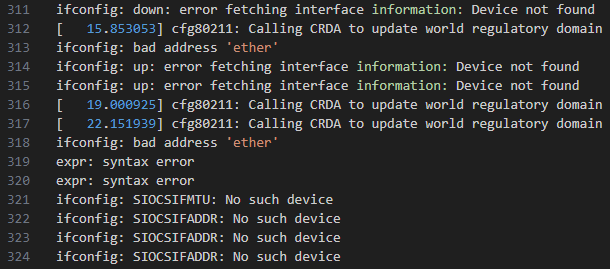 311 ifconfig: down: error fetching interface information: Device not found
312 [   15.853053] cfg80211: Calling CRDA to update world regulatory domain
313 ifconfig: bad address 'ether'
314 ifconfig: up: error fetching interface information: Device not found
315 ifconfig: up: error fetching interface information: Device not found
316 [   19.000925] cfg80211: Calling CRDA to update world regulatory domain
317 [   22.151939] cfg80211: Calling CRDA to update world regulatory domain
318 ifconfig: bad address 'ether'
319 expr: syntax error
320 expr: syntax error
321 ifconfig: SIOCSIFMTU: No such device
322 ifconfig: SIOCSIFADDR: No such device
323 ifconfig: SIOCSIFADDR: No such device
324 ifconfig: SIOCSIFADDR: No such device